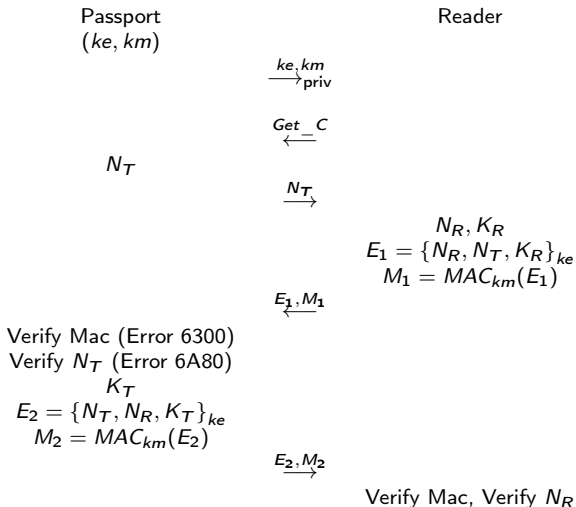 Passport Reader
(ke, km)
ke,km
⟶priv
Get_C
⟵
N_T
N_T
⟶
N_R, K_R
E_1 = {N_R, N_T, K_R}_ke
M_1 = MAC_km(E_1)
E_1,M_1
⟵
Verify Mac (Error 6300)
Verify N_T (Error 6A80)
K_T
E_2 = {N_T, N_R, K_T}_ke
M_2 = MAC_km(E_2)
E_2,M_2
⟶
Verify Mac, Verify N_R